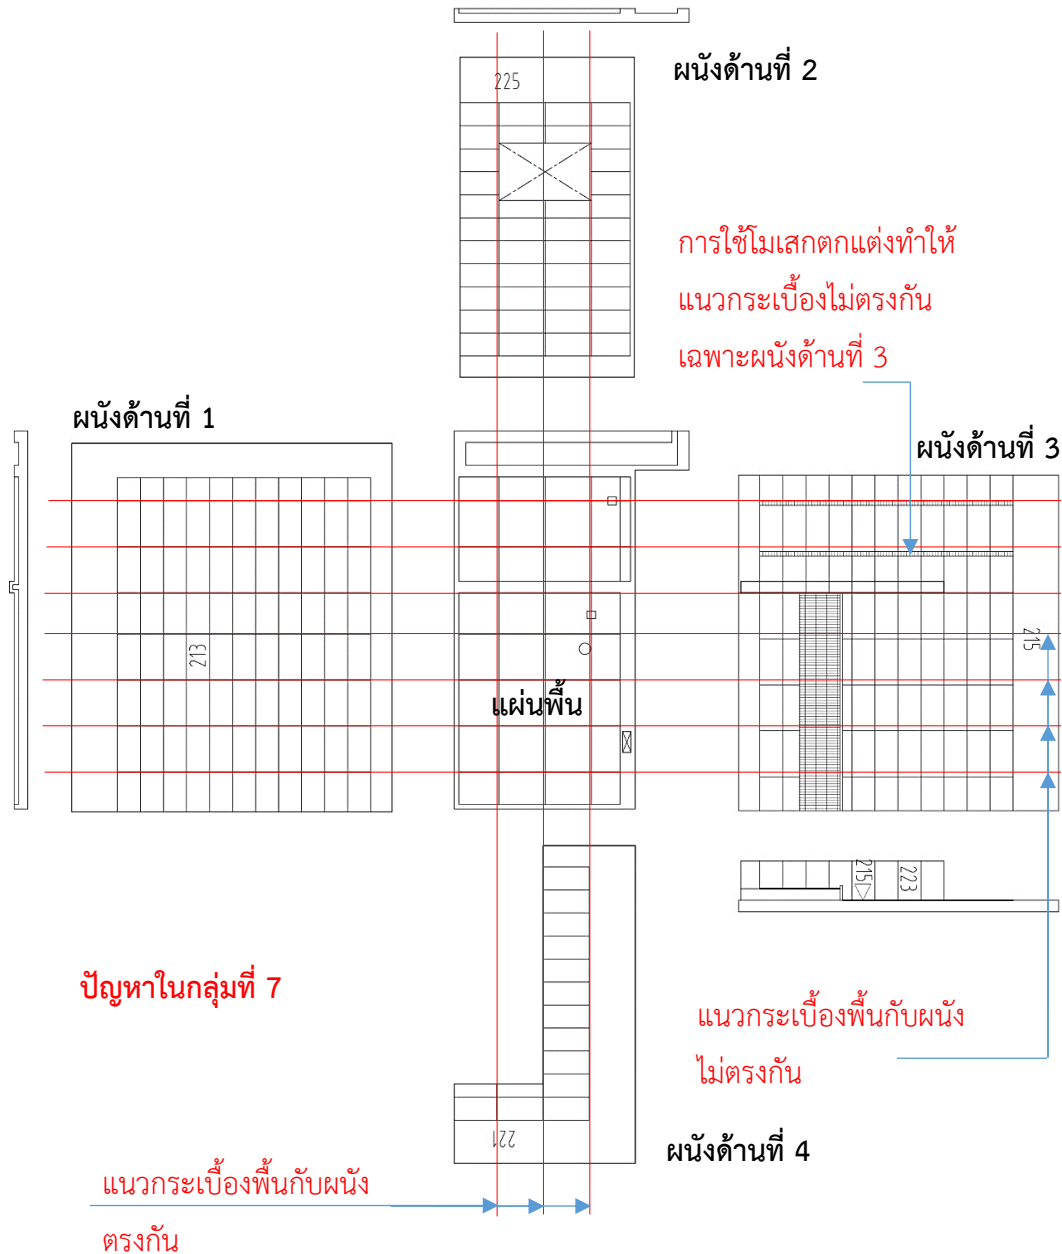 ผนังด้านที่ 2
225
การใช้โมเสกตกแต่งทำให้
แนวกระเบื้องไม่ตรงกัน
เฉพาะผนังด้านที่ 3
ผนังด้านที่ 1
ผนังด้านที่ 3
213
215
แผ่นพื้น
215
223
ปัญหาในกลุ่มที่ 7
แนวกระเบื้องพื้นกับผนัง
ไม่ตรงกัน
221
ผนังด้านที่ 4
แนวกระเบื้องพื้นกับผนัง
ตรงกัน